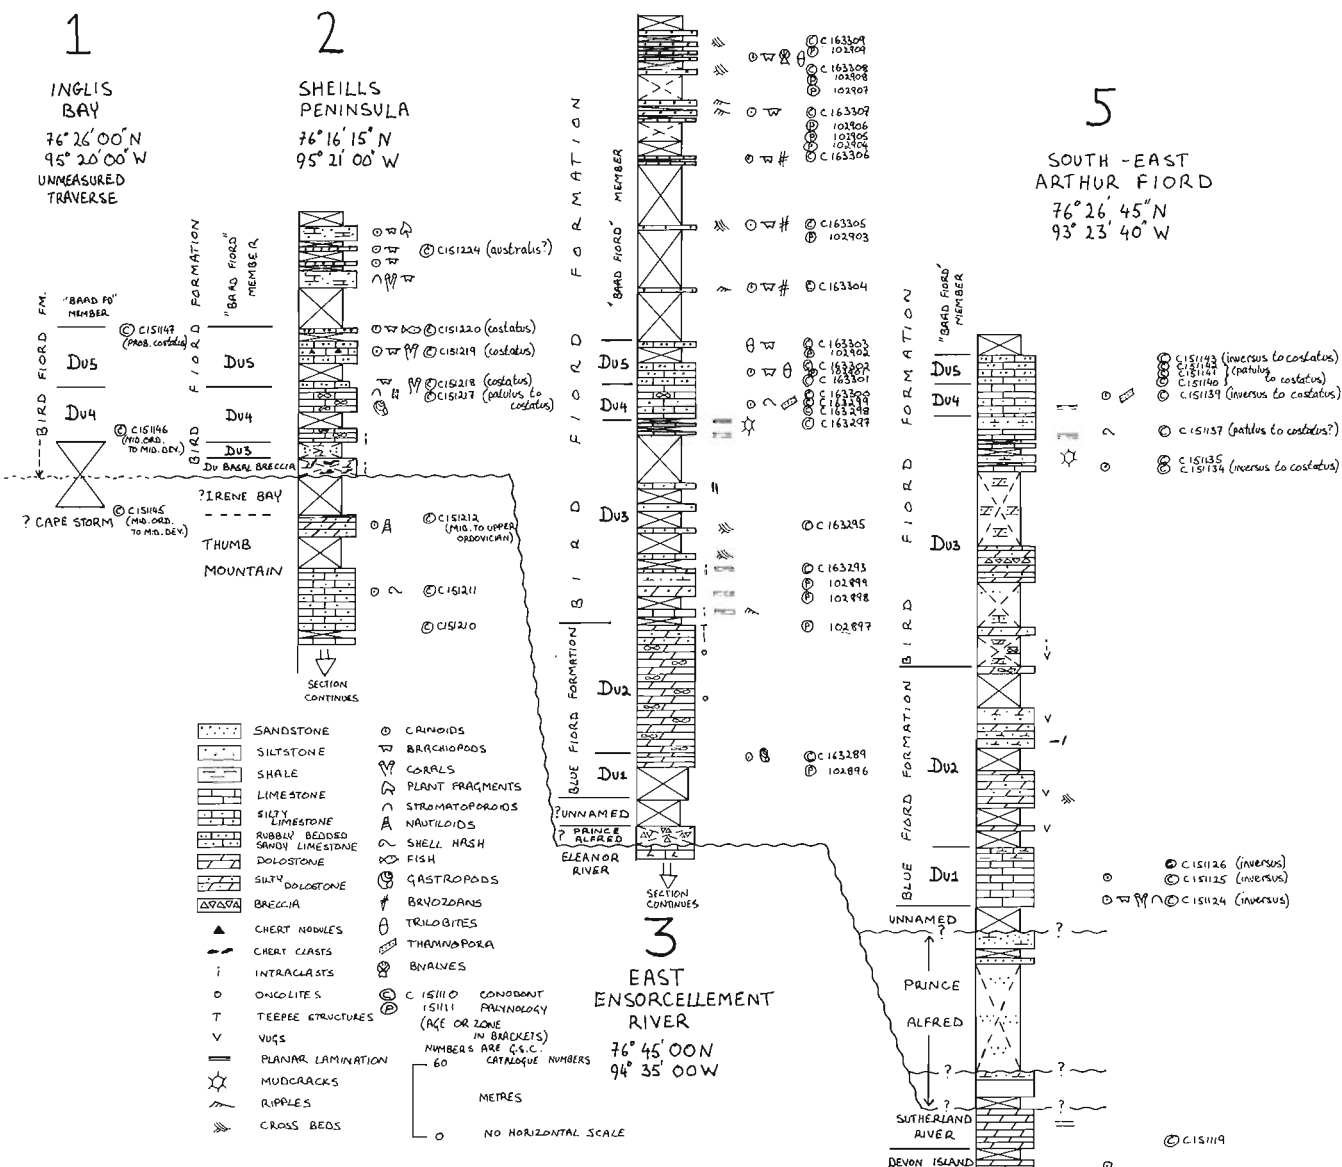 1
INGLIS
BAY
76° 26' 00" N
95° 20' 00" W
UNMEASURED
TRAVERSE
BIRD FIORD FM.
"BAAD FD"
MEMBER
Du5
Du4
Ⓒ C151147
(PROB. costatus)
Ⓒ C151146
(MID. ORD.
TO MID. DEV.)
? CAPE STORM
Ⓒ C151145
(MID. ORD.
TO MID. DEV.)
2
SHEILLS
PENINSULA
76° 16' 15" N
95° 21' 00" W
BIRD FIORD FORMATION
"BAAD FIORD"
MEMBER
Du5
Du4
Du3
Du BASAL BRECCIA
? IRENE BAY
THUMB
MOUNTAIN
Ⓒ C151224 (australis?)
Ⓒ C151220 (costatus)
Ⓒ C151219 (costatus)
Ⓒ C151218 (costatus)
Ⓒ C151217 (patulus to
costatus)
Ⓒ C151212
(MID. TO UPPER
ORDOVICIAN)
Ⓒ C151211
Ⓒ C151210
SECTION
CONTINUES
BIRD FIORD FORMATION
"BAAD FIORD" MEMBER
Du5
Du4
Du3
BLUE FIORD FORMATION
Du2
Du1
? UNNAMED
? PRINCE
ALFRED
ELEANOR
RIVER
Ⓒ C163309
Ⓟ 102909
Ⓒ C163308
Ⓟ 102908
Ⓟ 102907
Ⓒ C163307
Ⓟ 102906
Ⓟ 102905
Ⓟ 102904
Ⓒ C163306
Ⓒ C163305
Ⓟ 102903
Ⓒ C163304
Ⓒ C163303
Ⓟ 102902
Ⓒ C163302
Ⓟ 102901
Ⓒ C163301
Ⓒ C163300
Ⓒ C163299
Ⓒ C163298
Ⓒ C163297
Ⓒ C163295
Ⓒ C163293
Ⓟ 102899
Ⓟ 102898
Ⓟ 102897
Ⓒ C163289
Ⓟ 102896
SECTION
CONTINUES
3
EAST
ENSORCELLEMENT
RIVER
76° 45' 00N
94° 35' 00W
5
SOUTH-EAST
ARTHUR FIORD
76° 26' 45" N
93° 23' 40" W
BIRD FIORD FORMATION
"BAAD FIORD"
MEMBER
Du5
Du4
Du3
BLUE FIORD FORMATION
Du2
Du1
UNNAMED
? ?
PRINCE
ALFRED
? ?
? ?
SUTHERLAND
RIVER
DEVON ISLAND
Ⓒ C151143 (inversus to costatus)
Ⓒ C151142
Ⓒ C151141 (patulus
Ⓒ C151140 to costatus)
Ⓒ C151139 (inversus to costatus)
Ⓒ C151137 (patulus to costatus?)
Ⓒ C151135
Ⓒ C151134 (inversus to costatus)
Ⓒ C151126 (inversus)
Ⓒ C151125 (inversus)
Ⓒ C151124 (inversus)
Ⓒ C151119
SANDSTONE
SILTSTONE
SHALE
LIMESTONE
SILTY
LIMESTONE
RUBBLY BEDDED
SANDY LIMESTONE
DOLOSTONE
SILTY DOLOSTONE
BRECCIA
CHERT NODULES
CHERT CLASTS
INTRACLASTS
ONCOLITES
T TEEPEE STRUCTURES
V VUGS
PLANAR LAMINATION
MUDCRACKS
RIPPLES
CROSS BEDS
CRINOIDS
BRACHIOPODS
CORALS
PLANT FRAGMENTS
STROMATOPOROIDS
NAUTILOIDS
SHELL HASH
FISH
GASTROPODS
BRYOZOANS
TRILOBITES
THAMNOPORA
BIVALVES
Ⓒ C 151110 CONODONT
Ⓟ 151111 PALYNOLOGY
(AGE OR ZONE
IN BRACKETS)
NUMBERS ARE G.S.C.
CATALOGUE NUMBERS
60
METRES
0
NO HORIZONTAL SCALE